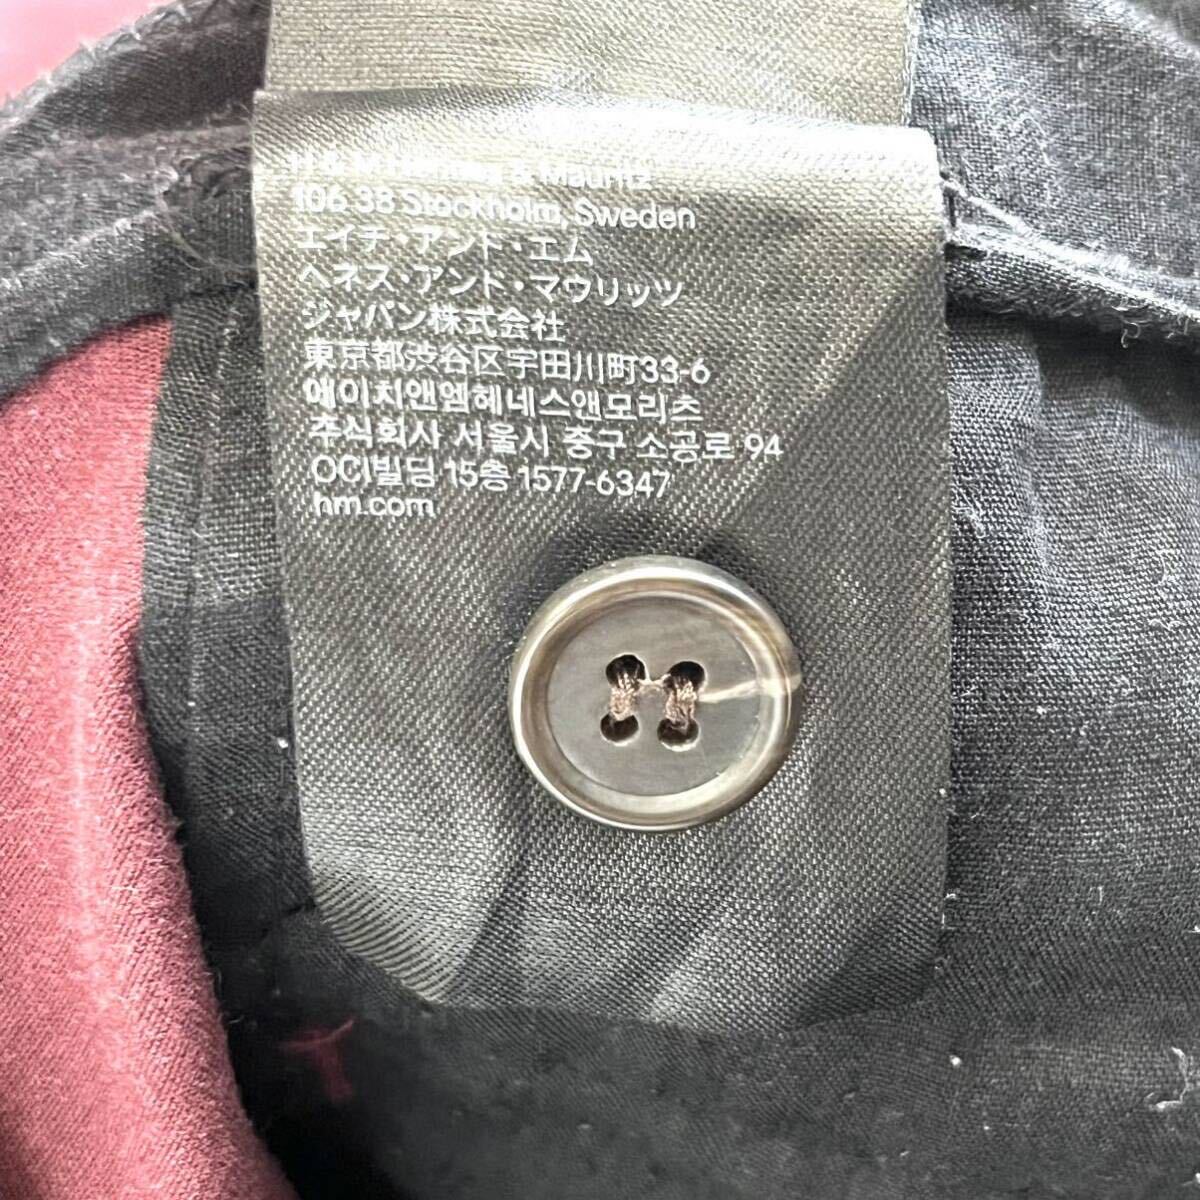 H & M Hennes & Mauritz
106 38 Stockholm, Sweden
エイチ・アンド・エム
ヘネス・アンド・マウリッツ
ジャパン株式会社
東京都渋谷区宇田川町33-6
에이치앤엠헤네스앤모리츠
주식회사 서울시 중구 소공로 94
OCI빌딩 15층 1577-6347
hm.com